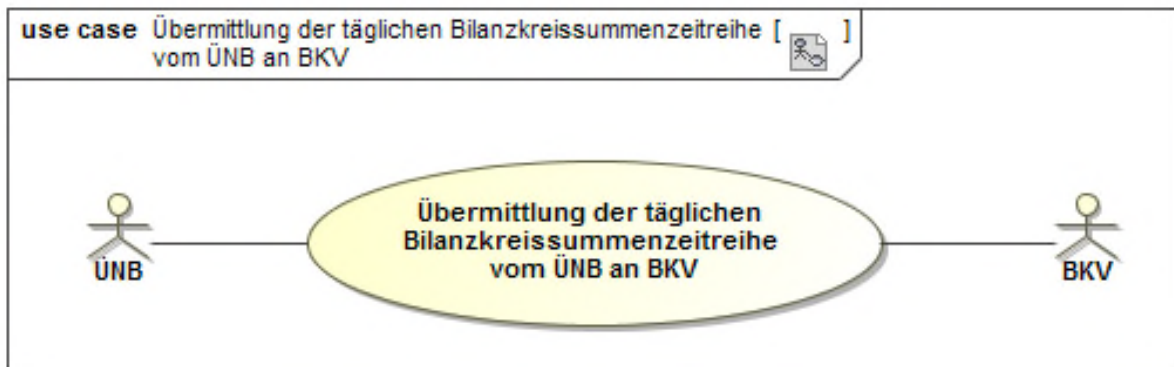 use case Übermittlung der täglichen Bilanzkreissummenzeitreihe [ ]
vom ÜNB an BKV
Übermittlung der täglichen
Bilanzkreissummenzeitreihe
vom ÜNB an BKV
ÜNB
BKV